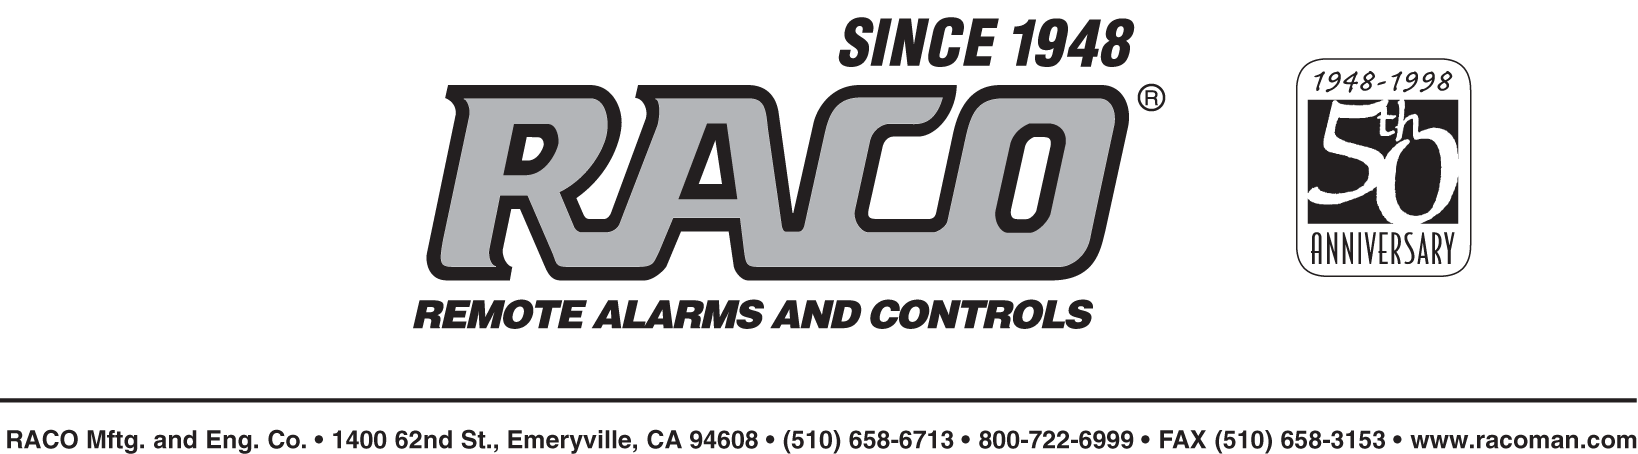 SINCE 1948
RACO®
REMOTE ALARMS AND CONTROLS
1948-1998
50th
ANNIVERSARY
RACO Mftg. and Eng. Co. • 1400 62nd St., Emeryville, CA 94608 • (510) 658-6713 • 800-722-6999 • FAX (510) 658-3153 • www.racoman.com